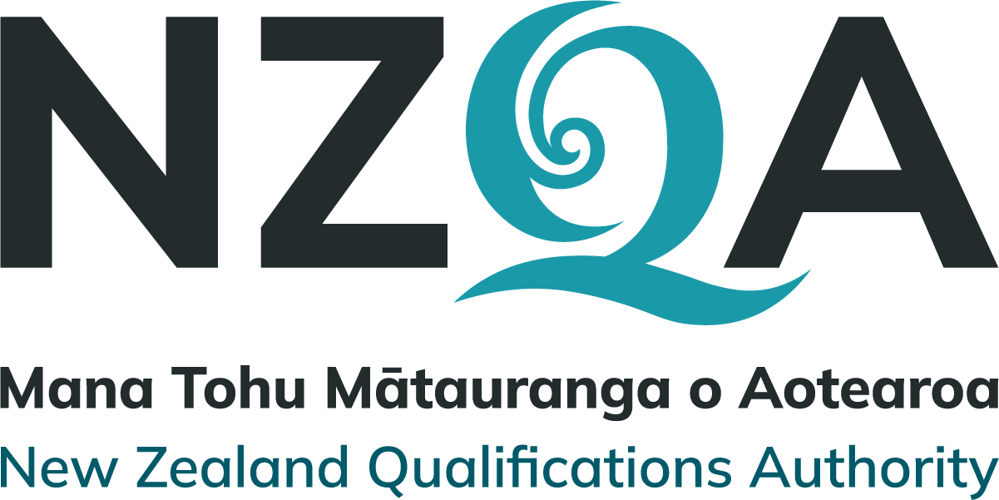 NZQA
Mana Tohu Mātauranga o Aotearoa
New Zealand Qualifications Authority